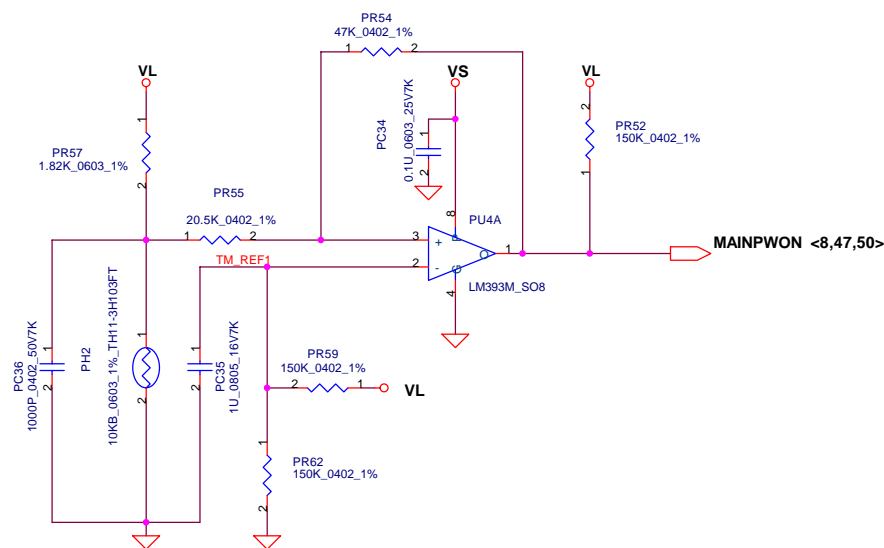 PR54
47K_0402_1%
1
2
VL
VS
VL
PR57
1.82K_0603_1%
1
2
PC34
0.1U_0603_25V7K
1
2
PR52
150K_0402_1%
2
1
PR55
20.5K_0402_1%
1
2
PU4A
8
3
+
P
1
O
2
-
G
4
LM393M_SO8
MAINPWON <8,47,50>
TM_REF1
PC36
1000P_0402_50V7K
1
2
PH2
10KB_0603_1%_TH11-3H103FT
1
2
PC35
1U_0805_16V7K
1
2
PR59
150K_0402_1%
2
1
VL
PR62
150K_0402_1%
1
2